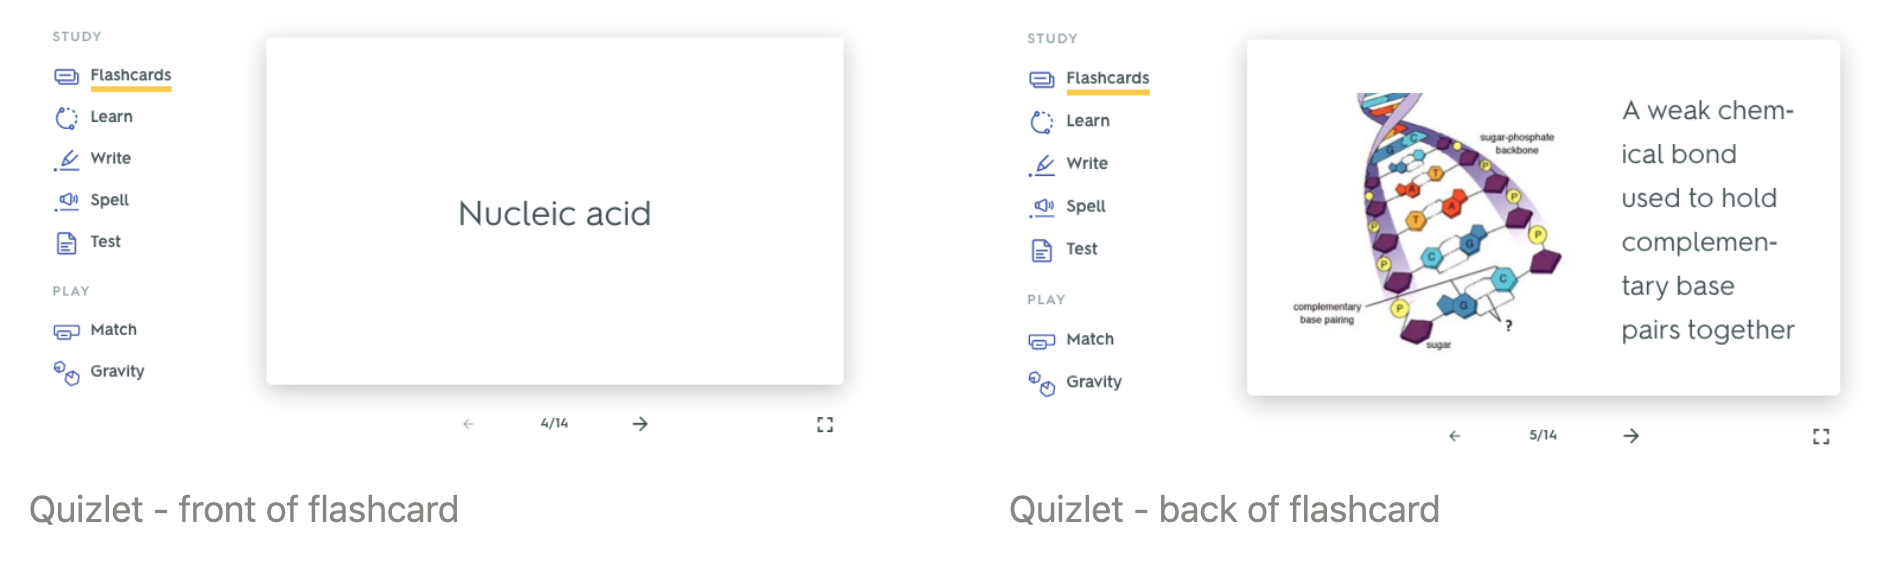 STUDY
Flashcards
Learn
Write
Spell
Test
PLAY
Match
Gravity
Nucleic acid
4/14
Quizlet - front of flashcard
STUDY
Flashcards
Learn
Write
Spell
Test
PLAY
Match
Gravity
sugar-phosphate
backbone
G C
A T
T A
C G
C
G
P
P
P
P
P
P
P
complementary
base pairing
?
sugar
A weak chem-
ical bond
used to hold
complemen-
tary base
pairs together
5/14
Quizlet - back of flashcard